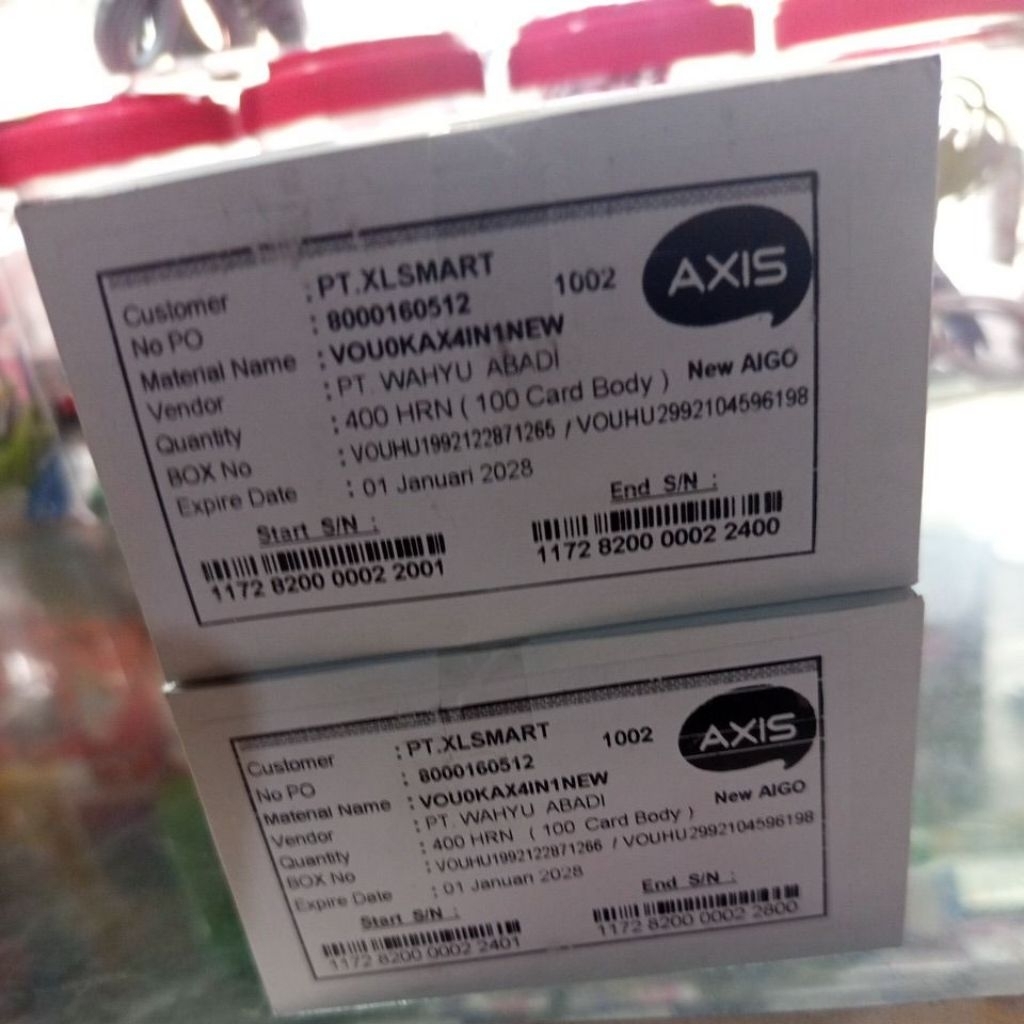 Customer : PT.XLSMART 1002 AXIS
No PO : 8000160512
Material Name : VOU0KAX4IN1NEW
Vendor : PT. WAHYU ABADI
Quantity : 400 HRN ( 100 Card Body ) New AIGO
BOX No : VOUHU1992122871265 / VOUHU2992104596198
Expire Date : 01 Januari 2028
Start S/N : End S/N :
1172 8200 0002 2001 1172 8200 0002 2400
Customer : PT.XLSMART 1002 AXIS
No PO : 8000160512
Material Name : VOU0KAX4IN1NEW
Vendor : PT. WAHYU ABADI
Quantity : 400 HRN ( 100 Card Body ) New AIGO
BOX No : VOUHU1992122871266 / VOUHU2992104596198
Expire Date : 01 Januari 2028
Start S/N : End S/N :
1172 8200 0002 2401 1172 8200 0002 2800